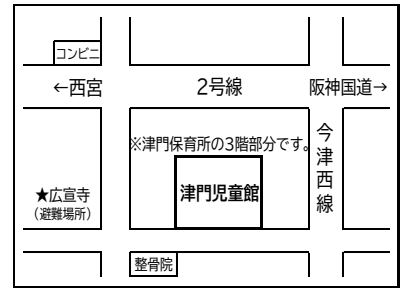 コンビニ
←西宮
2号線
阪神国道→
※津門保育所の3階部分です。
今津西線
津門児童館
★広宣寺
（避難場所）
整骨院